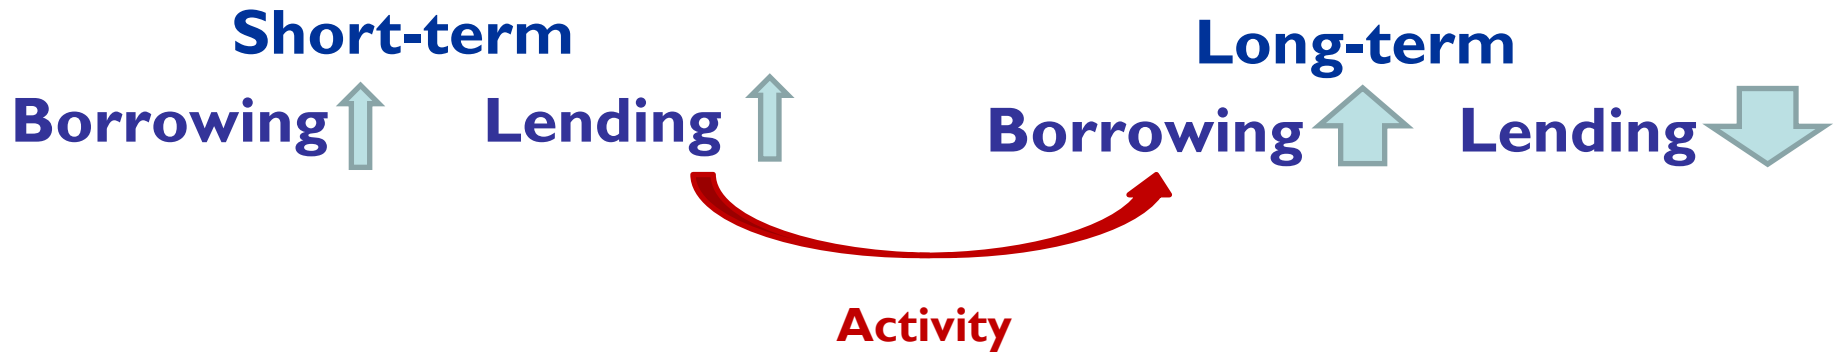 Short-term
Long-term
Borrowing Lending
Borrowing Lending
Activity